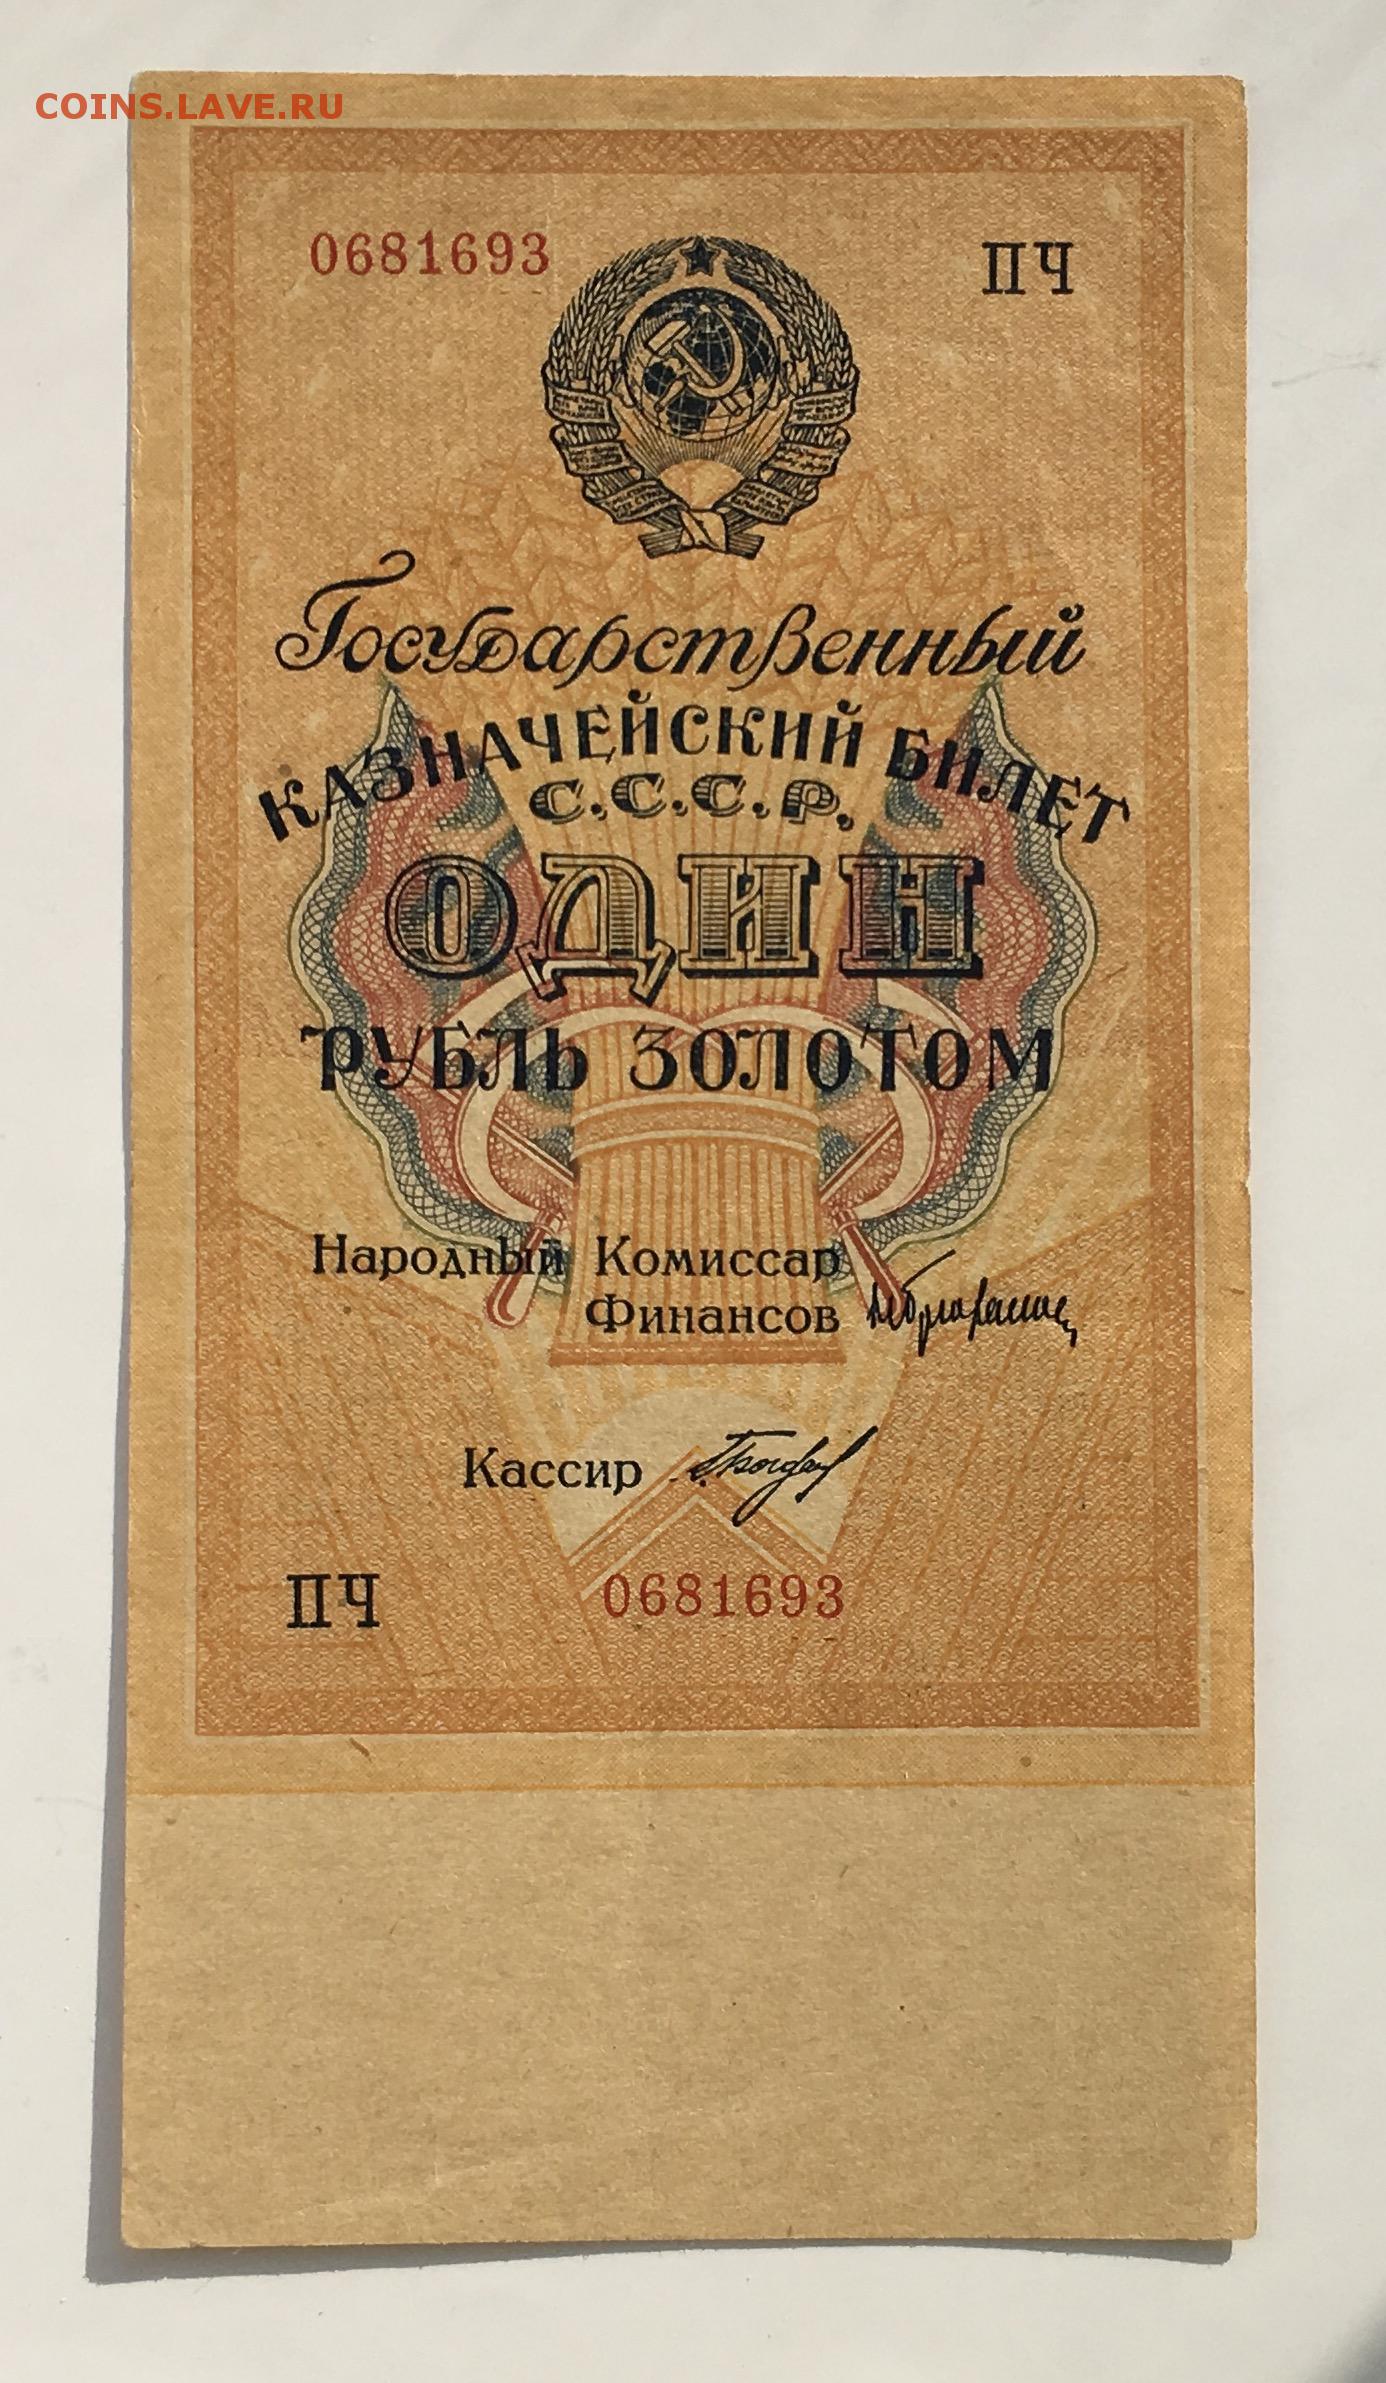 COINS.LAVE.RU
0681693 ПЧ
Государственный
КАЗНАЧЕЙСКИЙ БИЛЕТ
С.С.С.Р.
ОДИН
РУБЛЬ ЗОЛОТОМ
Народный Комиссар
Финансов
Кассир
ПЧ 0681693